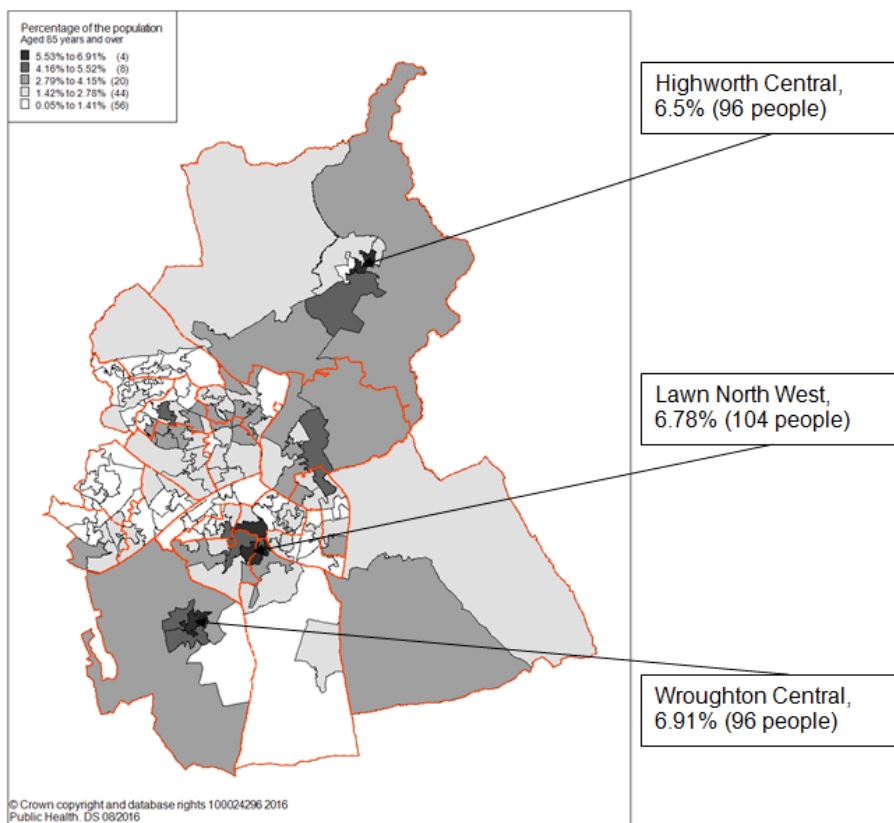 Percentage of the population
Aged 85 years and over
5.53% to 6.91% (4)
4.16% to 5.52% (8)
2.79% to 4.15% (20)
1.42% to 2.78% (44)
0.05% to 1.41% (56)
Highworth Central,
6.5% (96 people)
Lawn North West,
6.78% (104 people)
Wroughton Central,
6.91% (96 people)
© Crown copyright and database rights 100024296 2016
Public Health. DS 08/2016